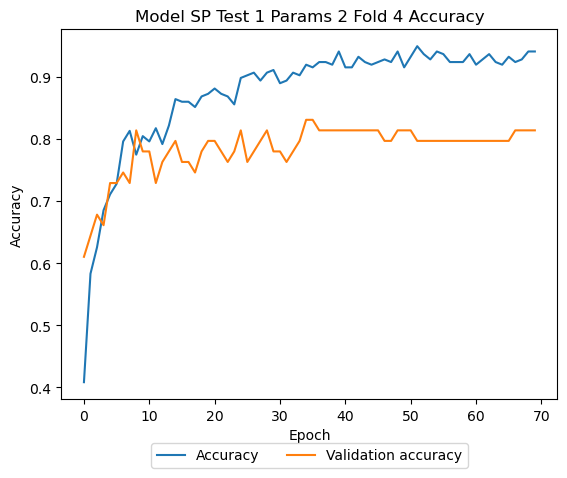 Model SP Test 1 Params 2 Fold 4 Accuracy
0.9
0.8
0.7
0.6
0.5
0.4
Accuracy
0 10 20 30 40 50 60 70
Epoch
Accuracy Validation accuracy